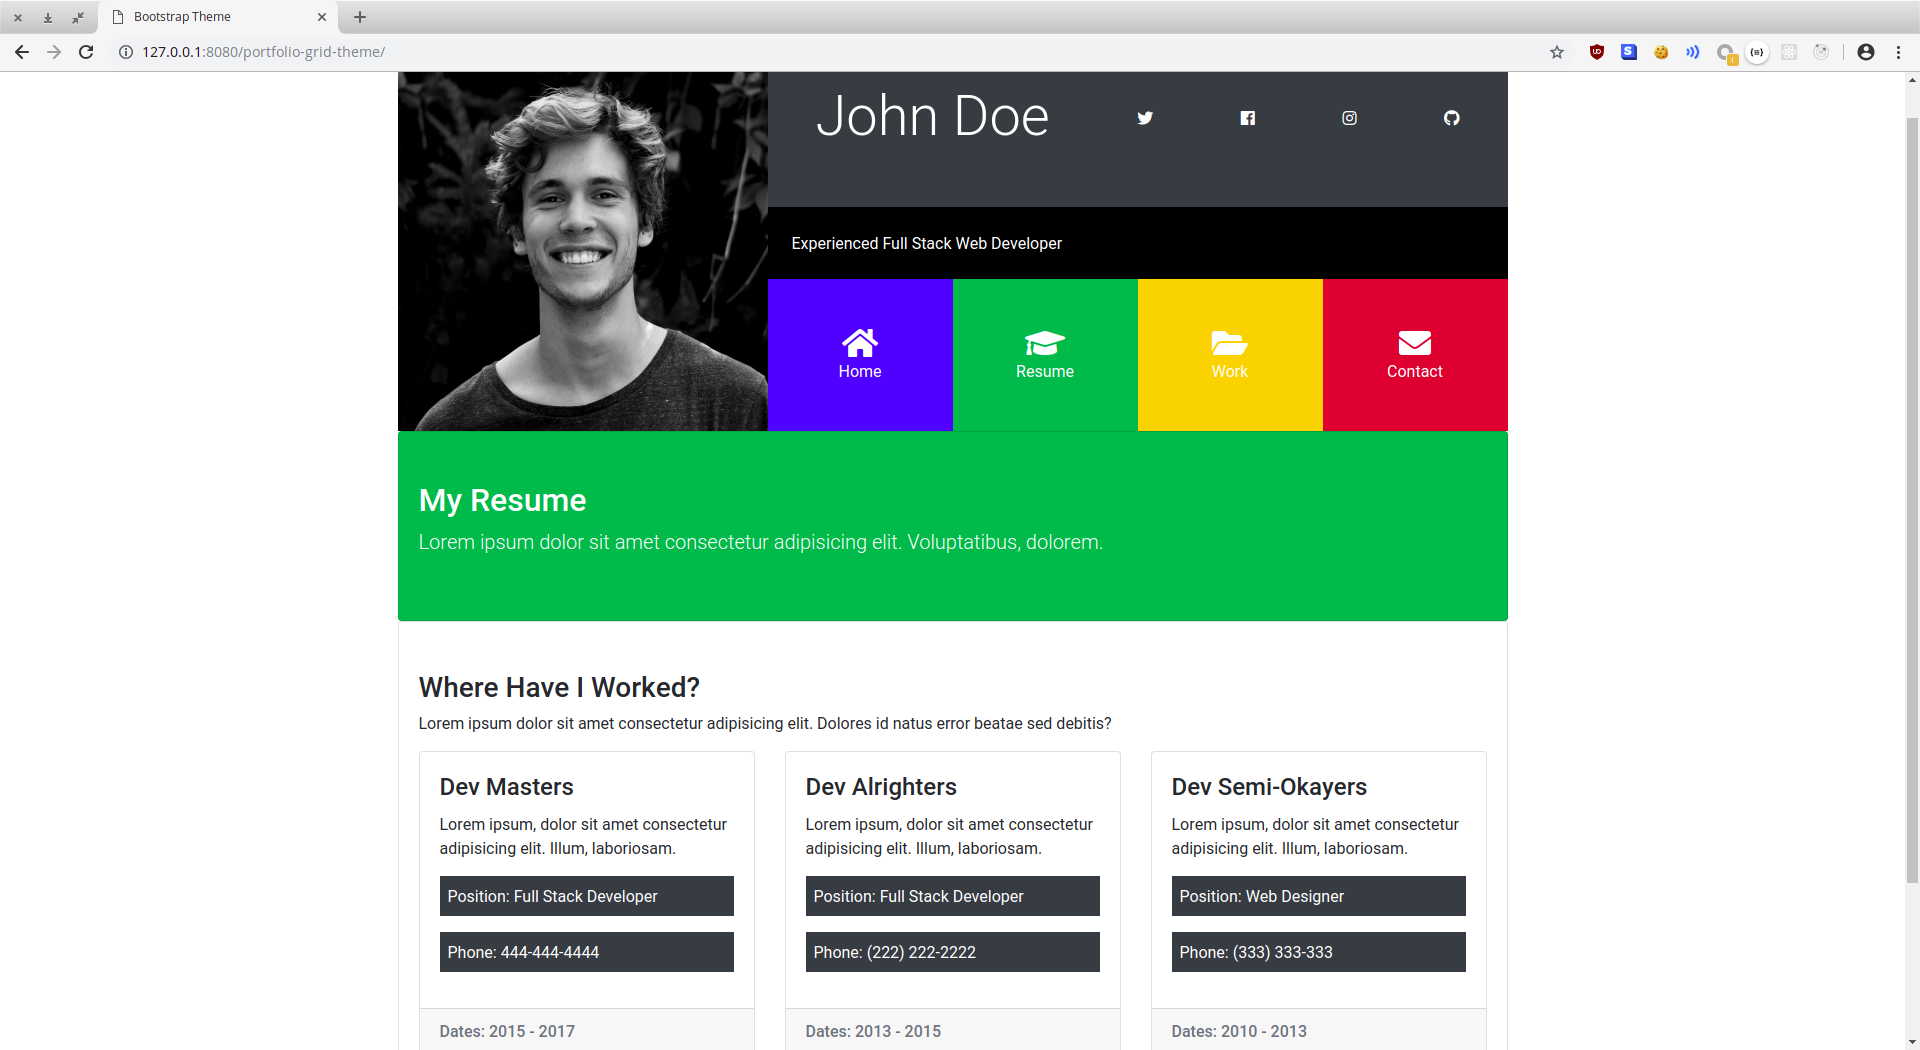 Bootstrap Theme
127.0.0.1:8080/portfolio-grid-theme/
John Doe
Experienced Full Stack Web Developer
Home
Resume
Work
Contact
My Resume
Lorem ipsum dolor sit amet consectetur adipisicing elit. Voluptatibus, dolorem.
Where Have I Worked?
Lorem ipsum dolor sit amet consectetur adipisicing elit. Dolores id natus error beatae sed debitis?
Dev Masters
Lorem ipsum, dolor sit amet consectetur
adipisicing elit. Illum, laboriosam.
Position: Full Stack Developer
Phone: 444-444-4444
Dates: 2015 - 2017
Dev Alrighters
Lorem ipsum, dolor sit amet consectetur
adipisicing elit. Illum, laboriosam.
Position: Full Stack Developer
Phone: (222) 222-2222
Dates: 2013 - 2015
Dev Semi-Okayers
Lorem ipsum, dolor sit amet consectetur
adipisicing elit. Illum, laboriosam.
Position: Web Designer
Phone: (333) 333-333
Dates: 2010 - 2013